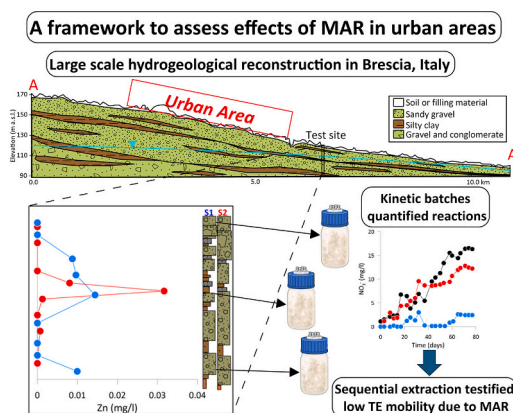 A framework to assess effects of MAR in urban areas
Large scale hydrogeological reconstruction in Brescia, Italy
A
A
Urban Area
Test site
Soil or filling material
Sandy gravel
Silty clay
Gravel and conglomerate
Elevation (m a.s.l.)
170
150
130
110
90
0.0
5.0
10.0 km
S1 S2
Kinetic batches
quantified reactions
NO₃⁻ (mg/l)
20
15
10
5
0
0 20 40 60 80 100
Time (days)
0
0.01
0.02
0.03
0.04
Zn (mg/l)
Sequential extraction testified
low TE mobility due to MAR